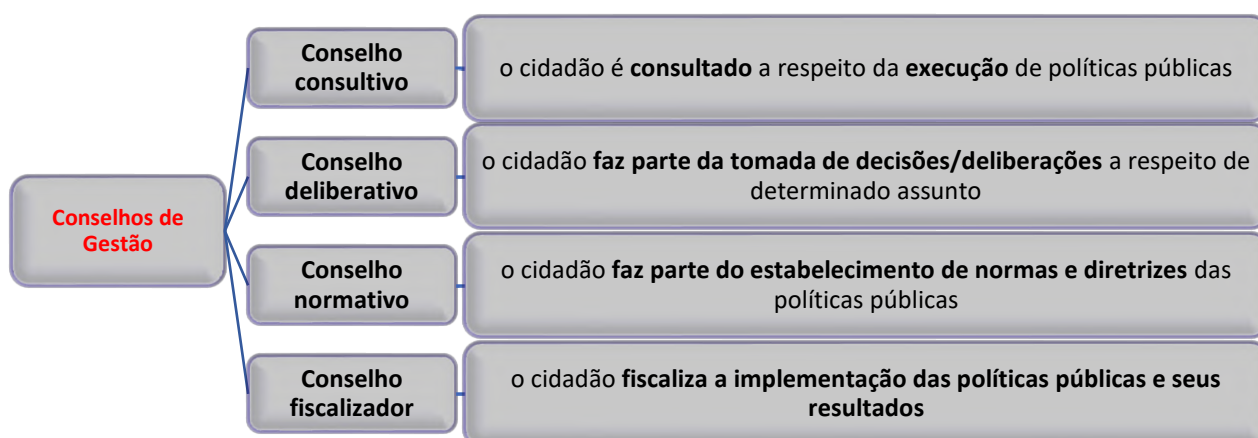 Conselhos de
Gestão
Conselho
consultivo
o cidadão é consultado a respeito da execução de políticas públicas
Conselho
deliberativo
o cidadão faz parte da tomada de decisões/deliberações a respeito de
determinado assunto
Conselho
normativo
o cidadão faz parte do estabelecimento de normas e diretrizes das
políticas públicas
Conselho
fiscalizador
o cidadão fiscaliza a implementação das políticas públicas e seus
resultados